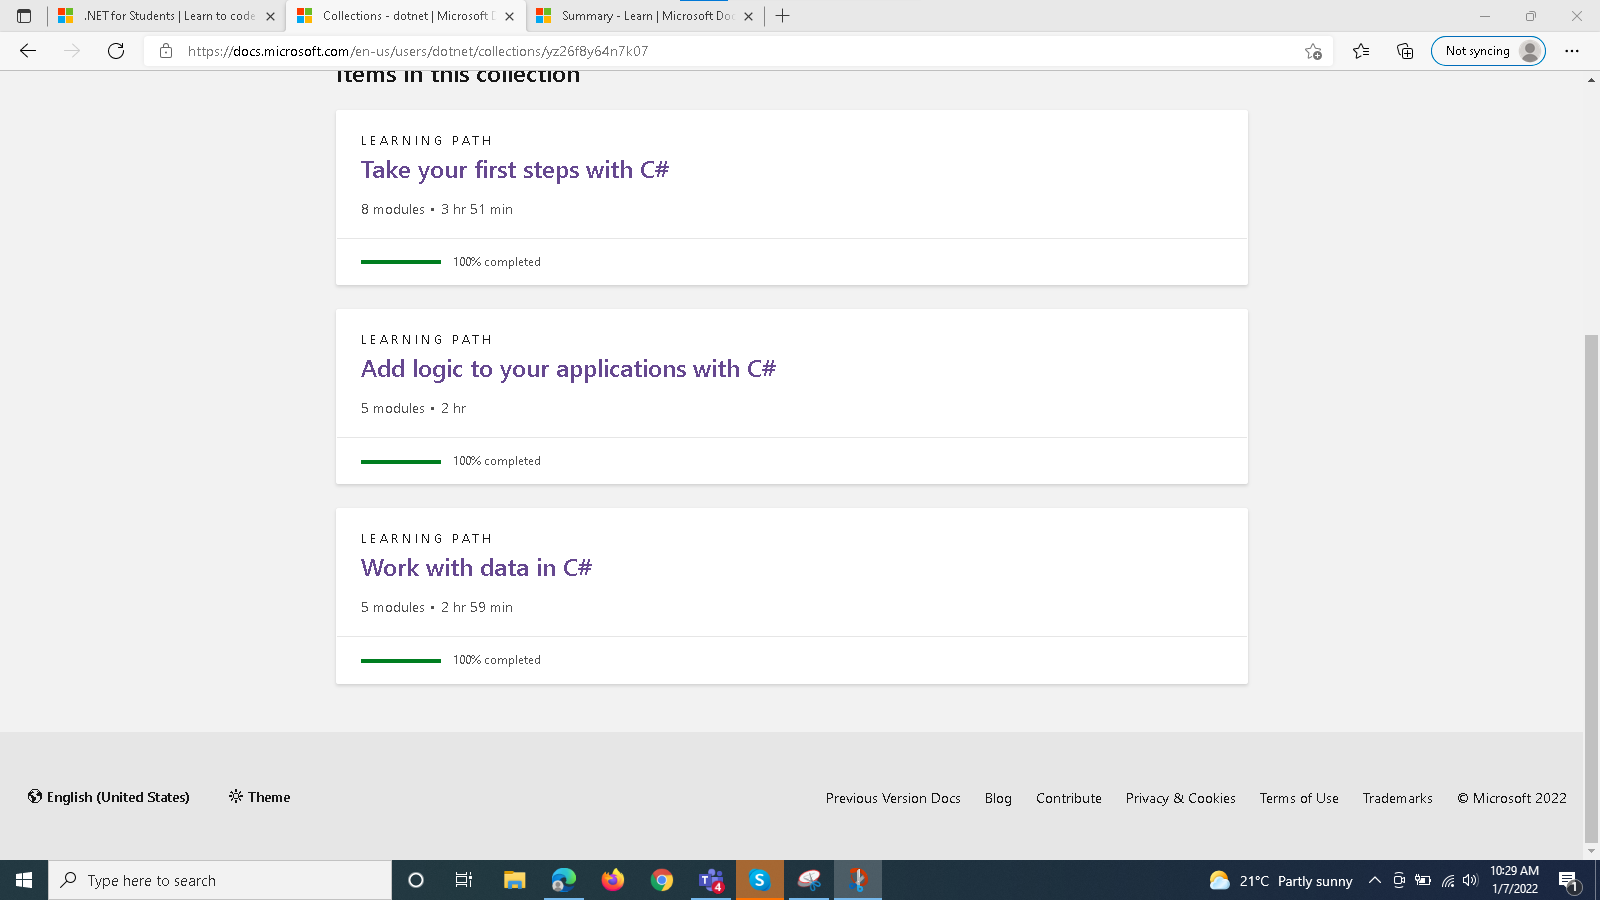 .NET for Students | Learn to code
Collections - dotnet | Microsoft D
Summary - Learn | Microsoft Doc
https://docs.microsoft.com/en-us/users/dotnet/collections/yz26f8y64n7k07
Not syncing
Items in this collection
LEARNING PATH
Take your first steps with C#
8 modules • 3 hr 51 min
100% completed
LEARNING PATH
Add logic to your applications with C#
5 modules • 2 hr
100% completed
LEARNING PATH
Work with data in C#
5 modules • 2 hr 59 min
100% completed
English (United States)
Theme
Previous Version Docs
Blog
Contribute
Privacy & Cookies
Terms of Use
Trademarks
© Microsoft 2022
Type here to search
4
21°C Partly sunny
10:29 AM
1/7/2022
1